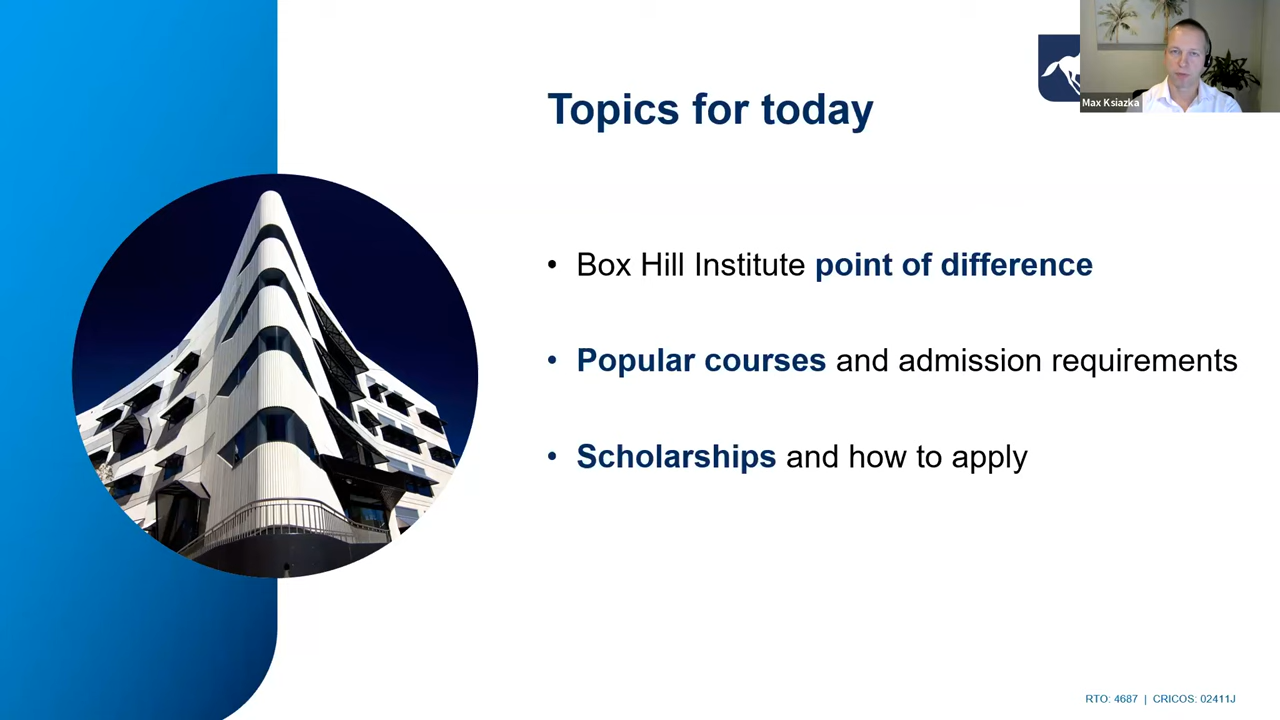 Topics for today
Max Ksiazka
• Box Hill Institute point of difference
• Popular courses and admission requirements
• Scholarships and how to apply
RTO: 4687 | CRICOS: 02411J